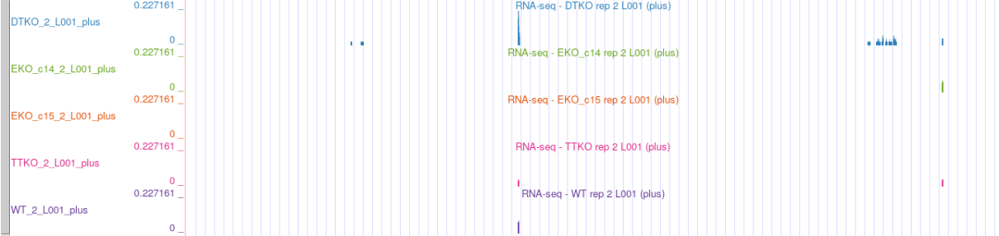 0.227161 _ RNA-seq - DTKO rep 2 L001 (plus)
DTKO_2_L001_plus
0 _
0.227161 _ RNA-seq - EKO_c14 rep 2 L001 (plus)
EKO_c14_2_L001_plus
0 _
0.227161 _ RNA-seq - EKO_c15 rep 2 L001 (plus)
EKO_c15_2_L001_plus
0 _
0.227161 _ RNA-seq - TTKO rep 2 L001 (plus)
TTKO_2_L001_plus
0 _
0.227161 _ RNA-seq - WT rep 2 L001 (plus)
WT_2_L001_plus
0 _